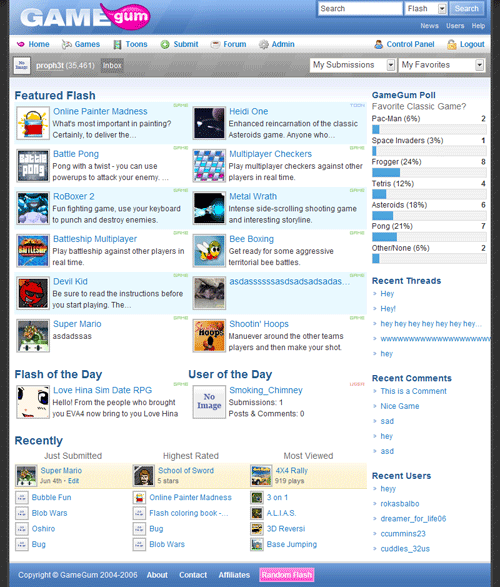 GAMEgum
Search
Flash
Search
News Users Help
Home Games Toons Submit Forum Admin Control Panel Logout
No Image
proph3t (35,461) Inbox
My Submissions
My Favorites
Featured Flash
Online Painter Madness
GAME
What's most important in painting?
Certainly, to deliver the…
Heidi One
TOON
Enhanced reincarnation of the classic
Asteroids game. Anyone who…
Battle Pong
GAME
Pong with a twist - you can use
powerups to attack your enemy. …
Multiplayer Checkers
GAME
Play multiplayer checkers against other
players in real time.
RoBoxer 2
GAME
Fun fighting game, use your keyboard
to punch and destroy enemies.
Metal Wrath
GAME
Intense side-scrolling shooting game
and interesting storyline.
Battleship Multiplayer
GAME
Play battleship against other players in
real time.
Bee Boxing
GAME
Get ready for some aggressive
territorial bee battles.
Devil Kid
GAME
Be sure to read the instructions before
you start playing. The…
GAME
Super Mario
GAME
asdadssas
Shootin' Hoops
GAME
Manuever around the other teams
players and then make your shot.
Flash of the Day
Love Hina Sim Date RPG
GAME
Hello! From the people who brought
you EVA4 now bring to you Love Hina
User of the Day
No
Image
Smoking_Chimney
USER
Submissions: 1
Posts & Comments: 0
Recently
Just Submitted
Super Mario
Jun 4th • Edit
Bubble Fun
Blob Wars
Oshiro
Bug
Highest Rated
School of Sword
5 stars
Online Painter Madness
Flash coloring book -…
Bug
Blob Wars
Most Viewed
4X4 Rally
919 plays
3 on 1
A.L.I.A.S.
3D Reversi
Base Jumping
GameGum Poll
Favorite Classic Game?
Pac-Man (6%) 2
Space Invaders (3%) 1
Frogger (24%) 8
Tetris (12%) 4
Asteroids (18%) 6
Pong (21%) 7
Other/None (6%) 2
Recent Threads
Hey
Hey!
hey hey hey hey hey hey hey…
hey
Recent Comments
This is a Comment
Nice Game
sad
hey
asd
Recent Users
heyy
rokasbalbo
dreamer_for_life06
ccummins23
cuddles_32us
Copyright © GameGum 2004-2006 About Contact Affiliates Random Flash